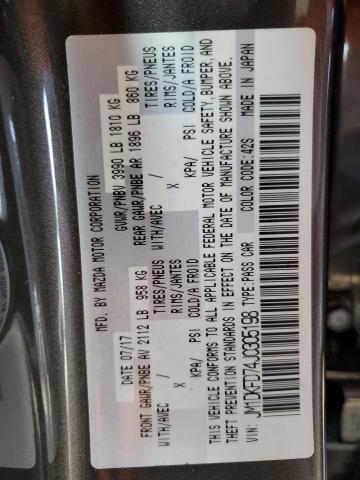 MFD. BY MAZDA MOTOR CORPORATION
DATE 07/17 GVWR/PNBV 3990 LB 1810 KG
FRONT GAWR/PNBE AV 2112 LB 958 KG REAR GAWR/PNBE AR 1896 LB 860 KG
WITH/AVEC TIRES/PNEUS WITH/AVEC TIRES/PNEUS
/ X RIMS/JANTES X RIMS/JANTES
KPA/ PSI COLD/A FROID KPA/ PSI COLD/A FROID
THIS VEHICLE CONFORMS TO ALL APPLICABLE FEDERAL MOTOR VEHICLE SAFETY, BUMPER, AND
THEFT PREVENTION STANDARDS IN EFFECT ON THE DATE OF MANUFACTURE SHOWN ABOVE.
VIN: JM1DKFD74J0306198 TYPE:PASS CAR COLOR CODE:42S MADE IN JAPAN